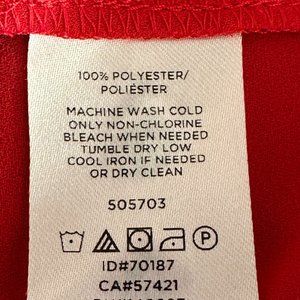 100% POLYESTER/
POLIÉSTER
MACHINE WASH COLD
ONLY NON-CHLORINE
BLEACH WHEN NEEDED
TUMBLE DRY LOW
COOL IRON IF NEEDED
OR DRY CLEAN
505703
P
ID#70187
CA#57421